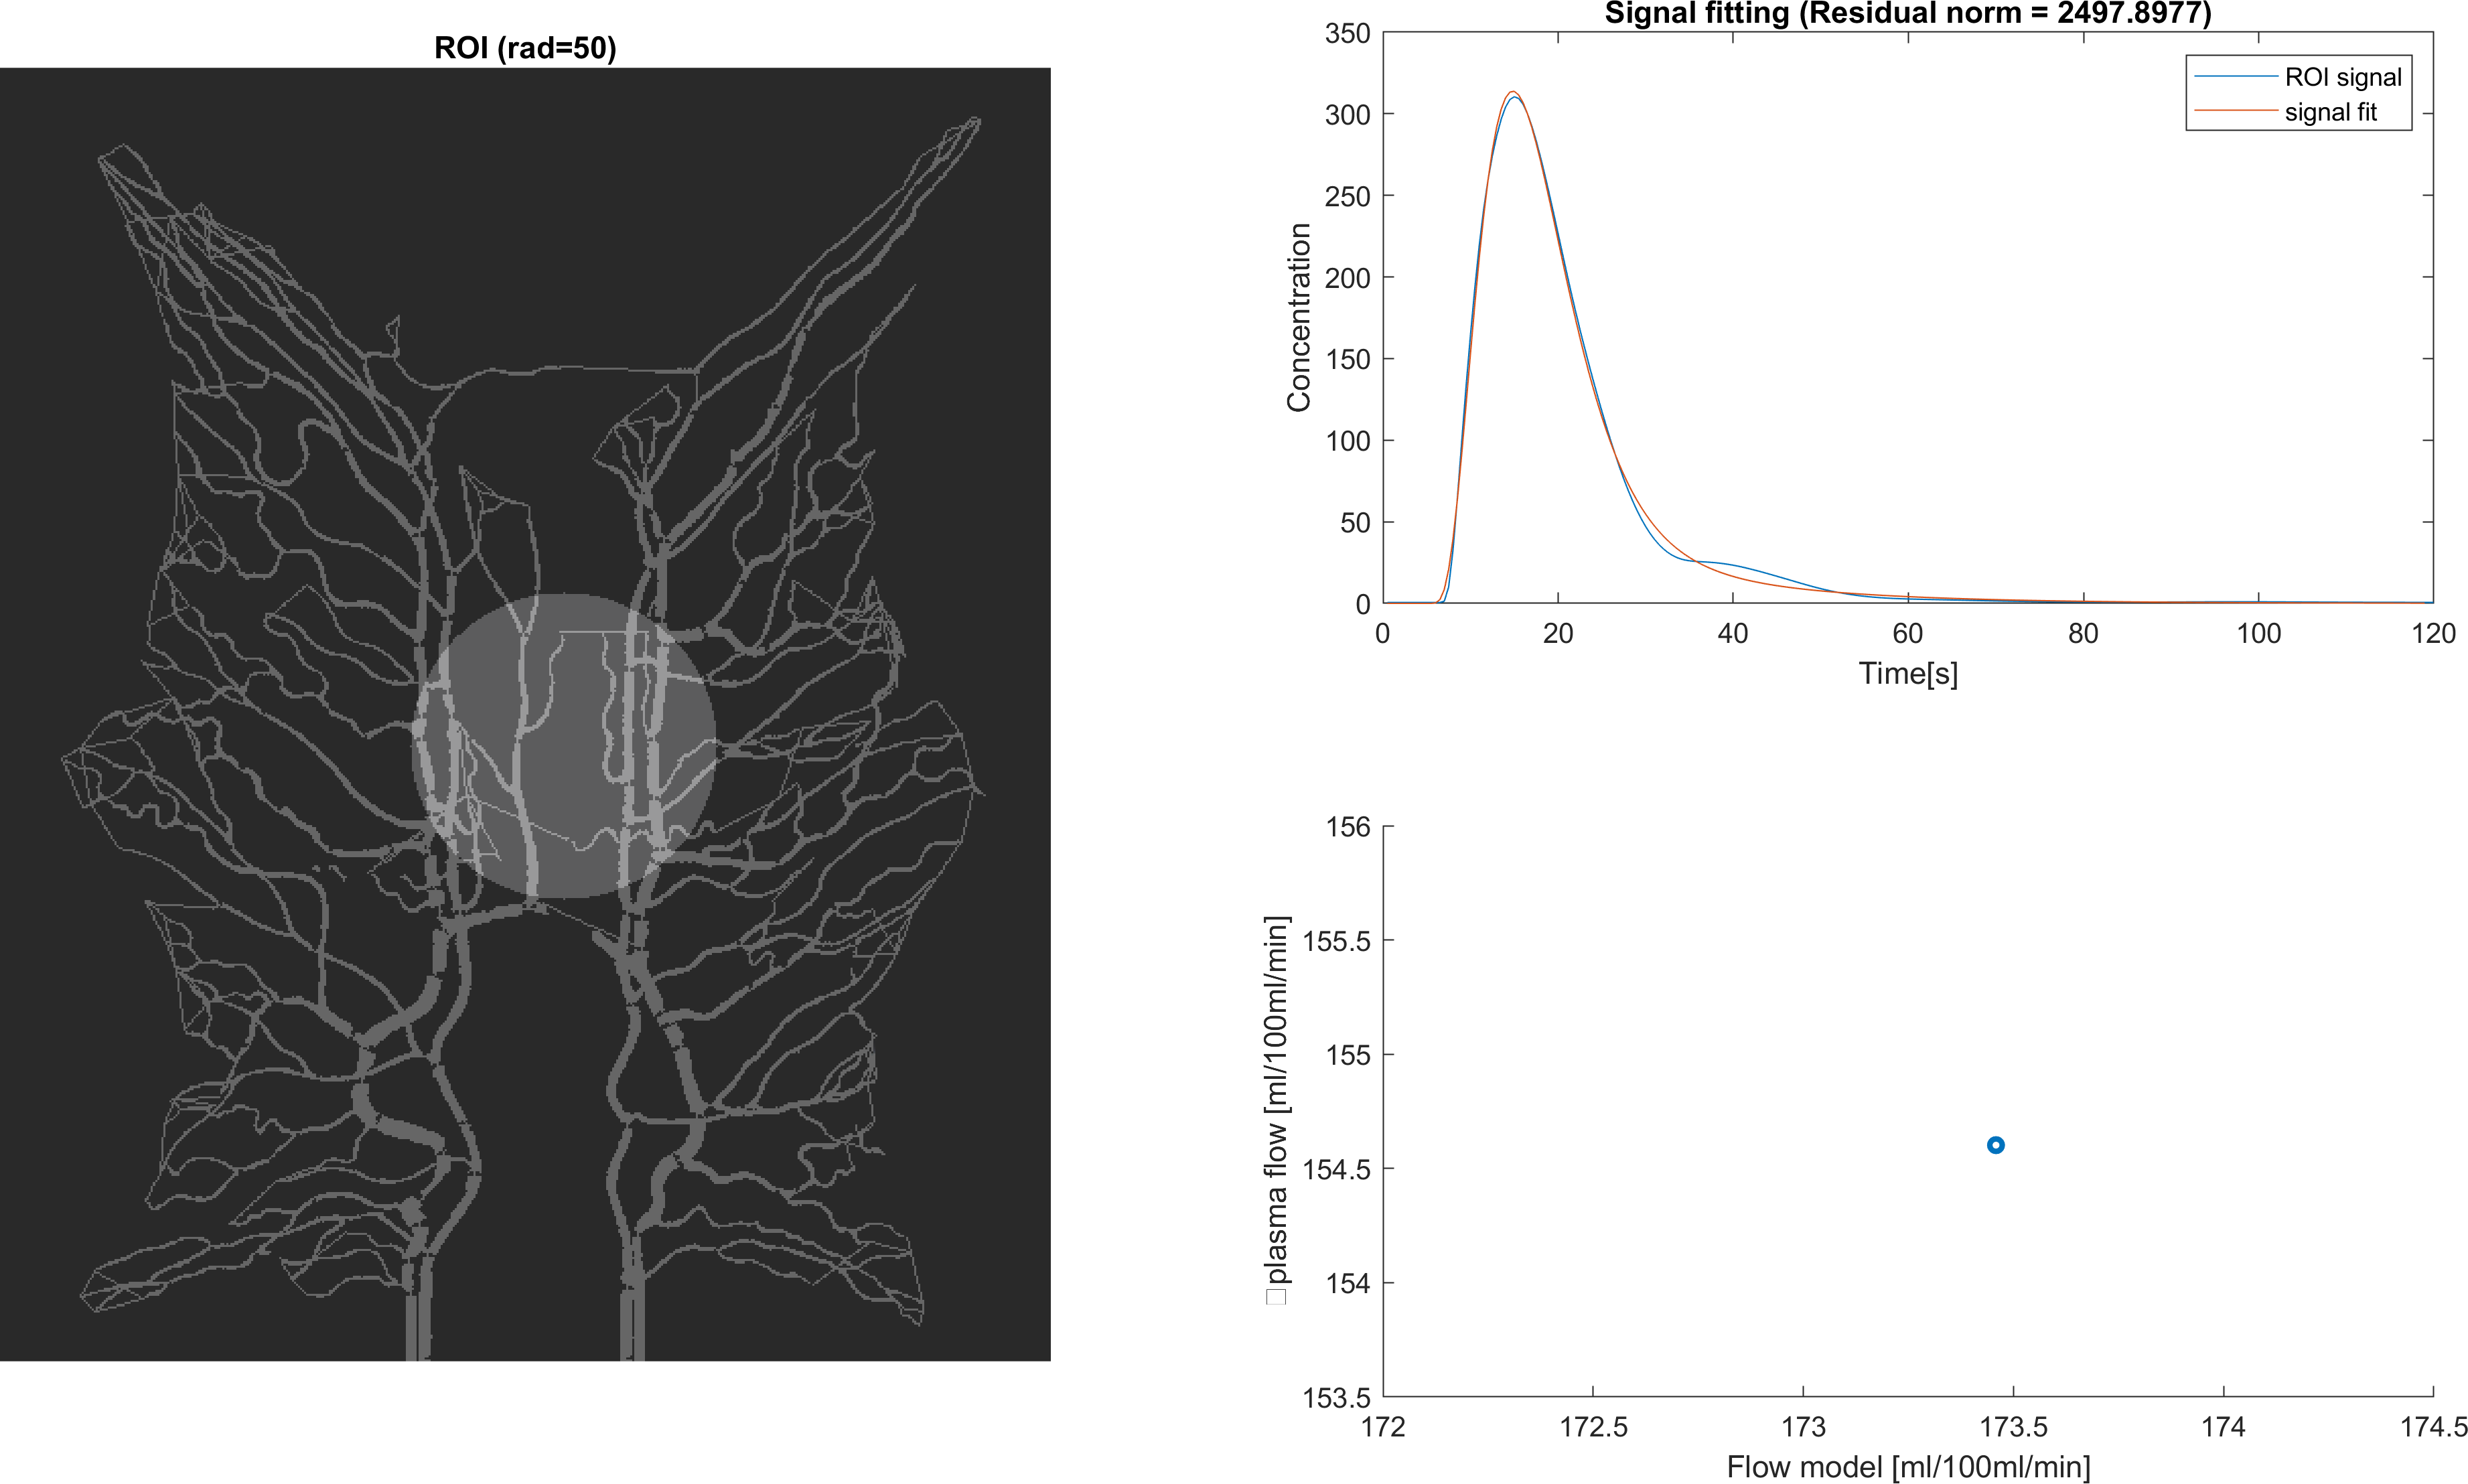 ROI (rad=50)
Signal fitting (Residual norm = 2497.8977)
350
300
250
200
150
100
50
0
Concentration
ROI signal
signal fit
0 20 40 60 80 100 120
Time[s]
156
155.5
155
154.5
154
153.5
□plasma flow [ml/100ml/min]
172 172.5 173 173.5 174 174.5
Flow model [ml/100ml/min]